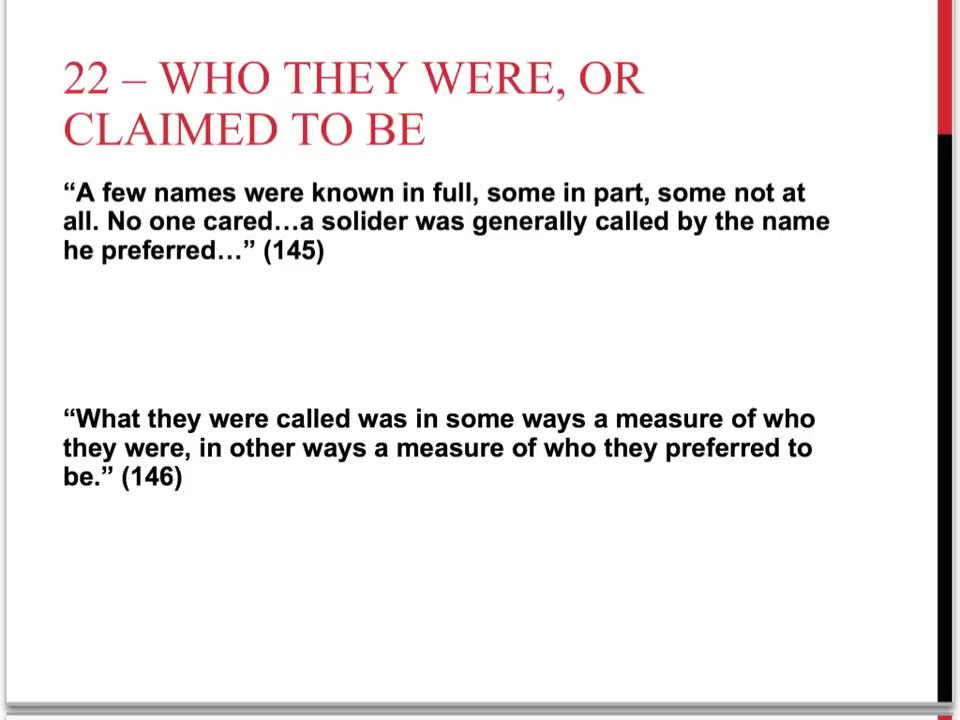 22 – WHO THEY WERE, OR
CLAIMED TO BE
“A few names were known in full, some in part, some not at
all. No one cared…a solider was generally called by the name
he preferred…” (145)
“What they were called was in some ways a measure of who
they were, in other ways a measure of who they preferred to
be.” (146)